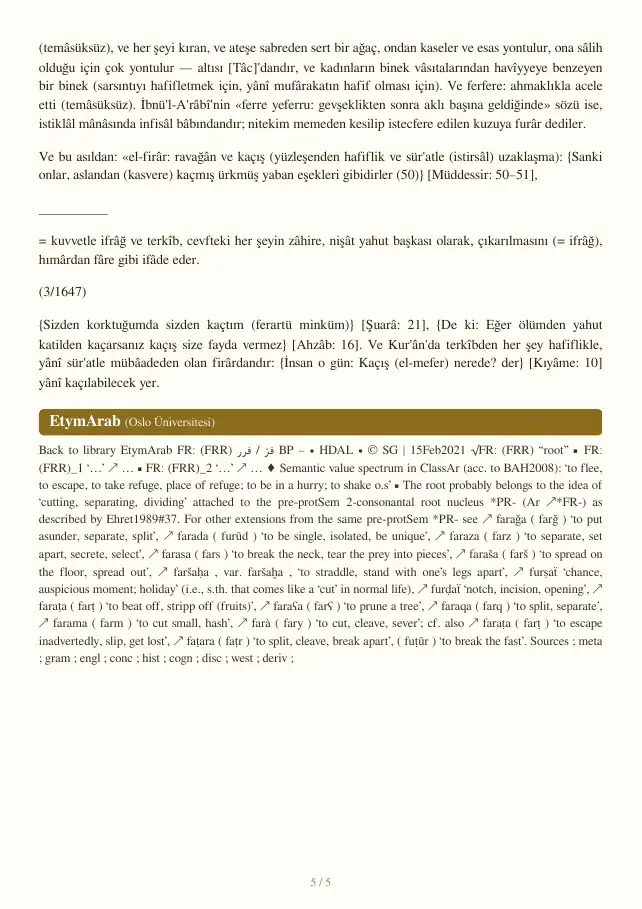 (temâsüksüz), ve her şeyi kıran, ve ateşe sabreden sert bir ağaç, ondan kaseler ve esas yontulur, ona sâlih
olduğu için çok yontulur — altısı [Tâc]'dandır, ve kadınların binek vâsıtalarından havîyyeye benzeyen
bir binek (sarsıntıyı hafifletmek için, yânî mufârakatın hafif olması için). Ve ferfere: ahmaklıkla acele
etti (temâsüksüz). İbnü'l-A'râbî'nin «ferre yeferru: gevşeklikten sonra aklı başına geldiğinde» sözü ise,
istiklâl mânâsında infisâl bâbındandır; nitekim memeden kesilip istecfere edilen kuzuya furâr dediler.
Ve bu asıldan: «el-firâr: ravağân ve kaçış (yüzleşenden hafiflik ve sür'atle (istirsâl) uzaklaşma): {Sanki
onlar, aslandan (kasvere) kaçmış ürkmüş yaban eşekleri gibidirler (50)} [Müddessir: 50–51],
= kuvvetle ifrâğ ve terkîb, cevfteki her şeyin zâhire, nişât yahut başkası olarak, çıkarılmasını (= ifrâğ),
hımârdan fâre gibi ifâde eder.
(3/1647)
{Sizden korktuğumda sizden kaçtım (ferartü minküm)} [Şuarâ: 21], {De ki: Eğer ölümden yahut
katilden kaçarsanız kaçış size fayda vermez} [Ahzâb: 16]. Ve Kur'ân'da terkîbden her şey hafiflikle,
yânî sür'atle mübâadeden olan firârdandır: {İnsan o gün: Kaçış (el-mefer) nerede? der} [Kıyâme: 10]
yânî kaçılabilecek yer.
EtymArab (Oslo Üniversitesi)
Back to library EtymArab FR: (FRR) فرّ / فرر BP – • HDAL • © SG | 15Feb2021 √FR: (FRR) “root” ▪ FR:
(FRR)_1 ‘…’ ↗ … ▪ FR: (FRR)_2 ‘…’ ↗ … ♦ Semantic value spectrum in ClassAr (acc. to BAH2008): ‘to flee,
to escape, to take refuge, place of refuge; to be in a hurry; to shake o.s’ ▪ The root probably belongs to the idea of
‘cutting, separating, dividing’ attached to the pre-protSem 2-consonantal root nucleus *PR- (Ar ↗*FR-) as
described by Ehret1989#37. For other extensions from the same pre-protSem *PR- see ↗ faraǧa ( farǧ ) ‘to put
asunder, separate, split’, ↗ farada ( furūd ) ‘to be single, isolated, be unique’, ↗ faraza ( farz ) ‘to separate, set
apart, secrete, select’, ↗ farasa ( fars ) ‘to break the neck, tear the prey into pieces’, ↗ faraša ( farš ) ‘to spread on
the floor, spread out’, ↗ faršaḥa , var. faršaḫa , ‘to straddle, stand with one’s legs apart’, ↗ furṣaẗ ‘chance,
auspicious moment; holiday’ (i.e., s.th. that comes like a ‘cut’ in normal life), ↗ furḍaẗ ‘notch, incision, opening’, ↗
faraṭa ( farṭ ) ‘to beat off, stripp off (fruits)’, ↗ faraʕa ( farʕ ) ‘to prune a tree’, ↗ faraqa ( farq ) ‘to split, separate’,
↗ farama ( farm ) ‘to cut small, hash’, ↗ farà ( fary ) ‘to cut, cleave, sever’; cf. also ↗ faraṭa ( farṭ ) ‘to escape
inadvertedly, slip, get lost’, ↗ faṭara ( faṭr ) ‘to split, cleave, break apart’, ( fuṭūr ) ‘to break the fast’. Sources ; meta
; gram ; engl ; conc ; hist ; cogn ; disc ; west ; deriv ;
5 / 5